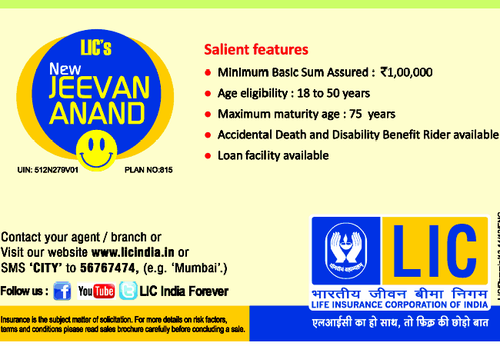 LIC's
New
JEEVAN
ANAND
UIN: 512N279V01 PLAN NO:815
Salient features
● Minimum Basic Sum Assured : ₹1,00,000
● Age eligibility : 18 to 50 years
● Maximum maturity age : 75 years
● Accidental Death and Disability Benefit Rider available
● Loan facility available
Contact your agent / branch or
Visit our website www.licindia.in or
SMS 'CITY' to 56767474, (e.g. 'Mumbai'.)
Follow us : f You Tube LIC India Forever
Insurance is the subject matter of solicitation. For more details on risk factors,
terms and conditions please read sales brochure carefully before concluding a sale.
LIC
भारतीय जीवन बीमा निगम
LIFE INSURANCE CORPORATION OF INDIA
एलआईसी का हो साथ, तो फ़िक्र की छोड़ो बात